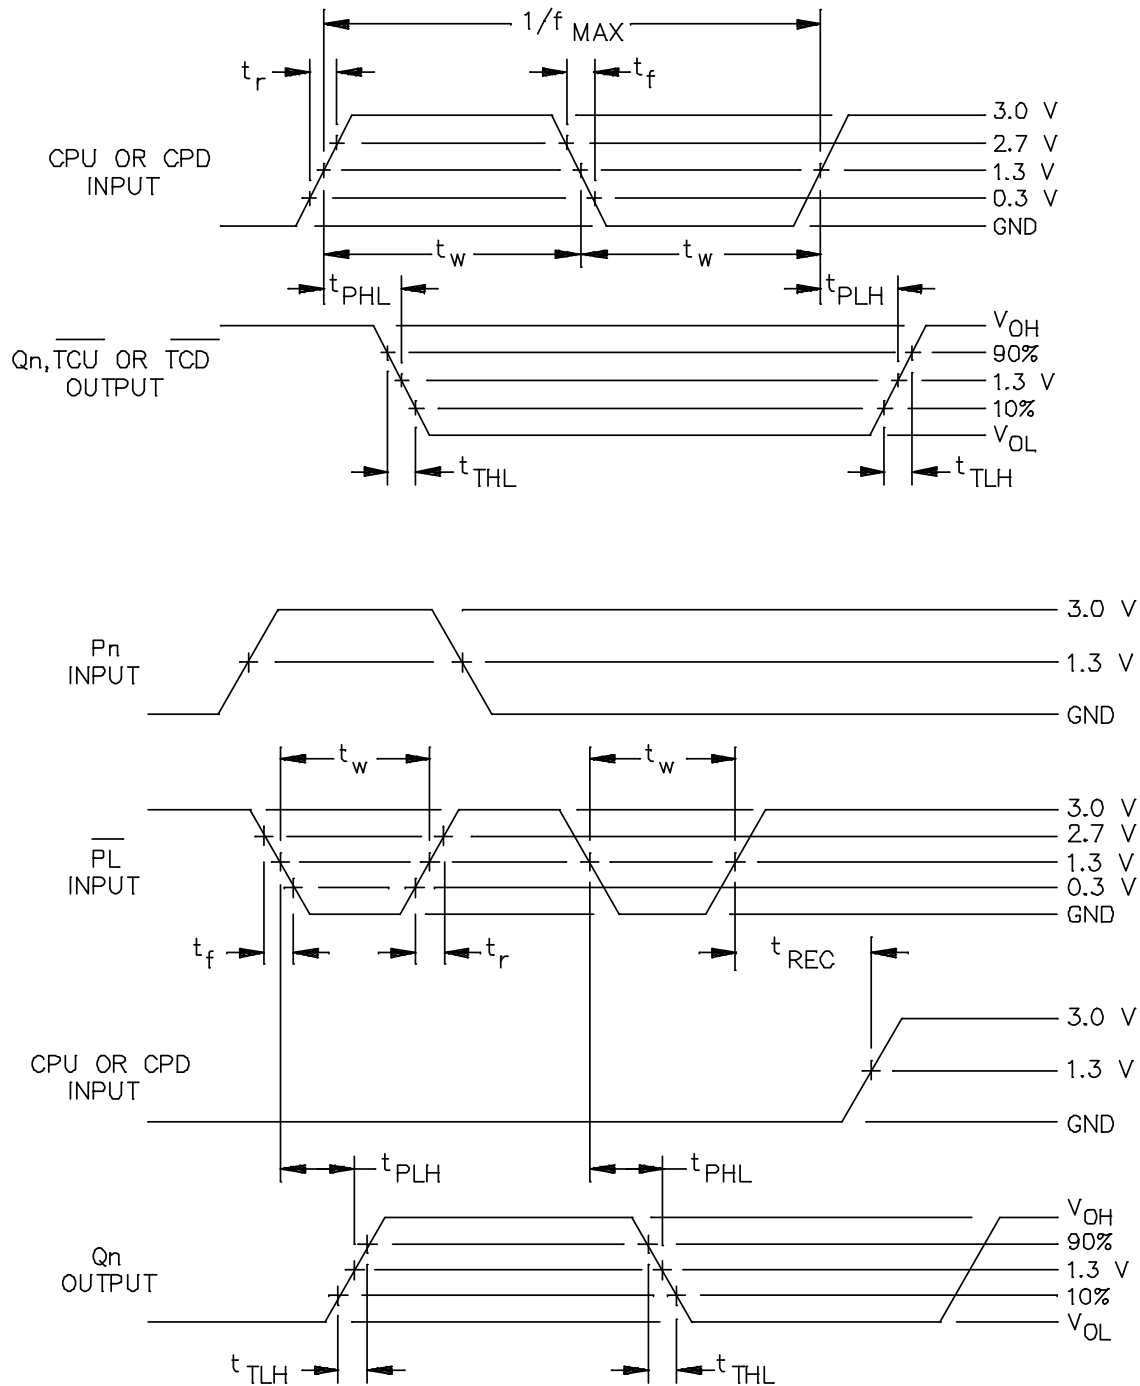 1/f MAX
t r
t f
3.0 V
2.7 V
CPU OR CPD
INPUT
1.3 V
0.3 V
GND
t w
t w
t PHL
t PLH
V OH
Qn, TCU OR TCD
OUTPUT
90%
1.3 V
10%
V OL
t THL
t TLH
3.0 V
Pn
INPUT
1.3 V
GND
t w
t w
3.0 V
2.7 V
PL
INPUT
1.3 V
0.3 V
GND
t f
t r
t REC
3.0 V
CPU OR CPD
INPUT
1.3 V
GND
t PLH
t PHL
V OH
90%
Qn
OUTPUT
1.3 V
10%
V OL
t TLH
t THL